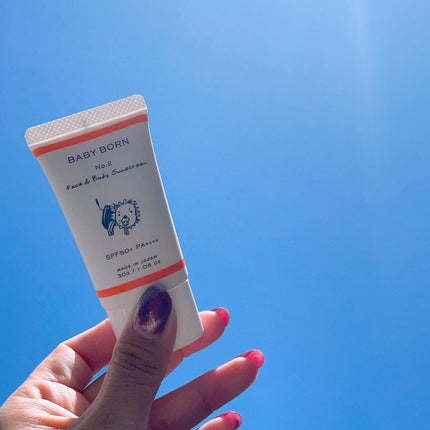 BABY BORN
No.2
Face & Body Sunscreen
SPF50+ PA++++
MADE IN JAPAN
30g / 1.06 oz